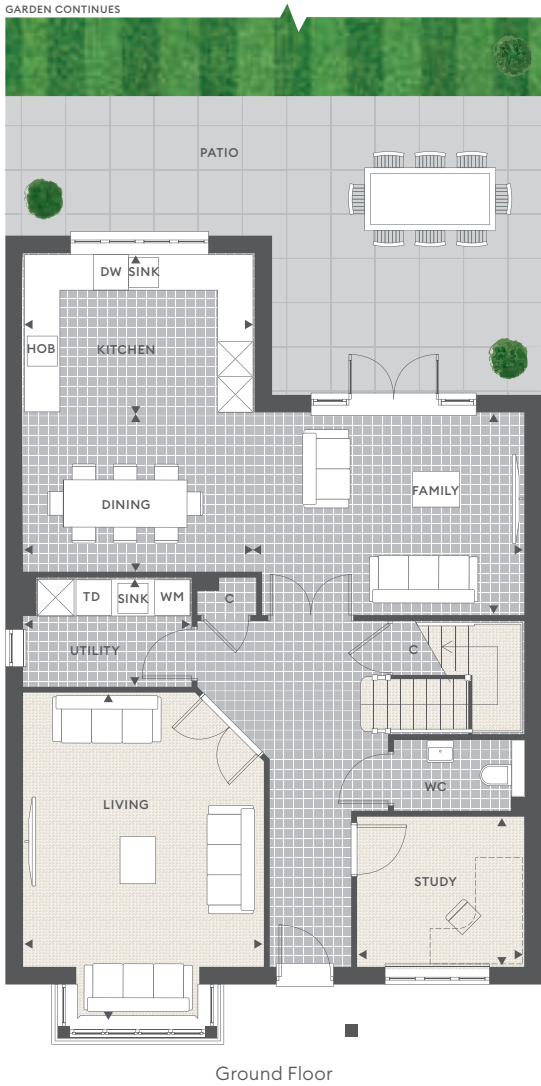 GARDEN CONTINUES
PATIO
DW SINK
HOB
KITCHEN
FAMILY
DINING
TD SINK WM
C
UTILITY
C
WC
LIVING
STUDY
Ground Floor